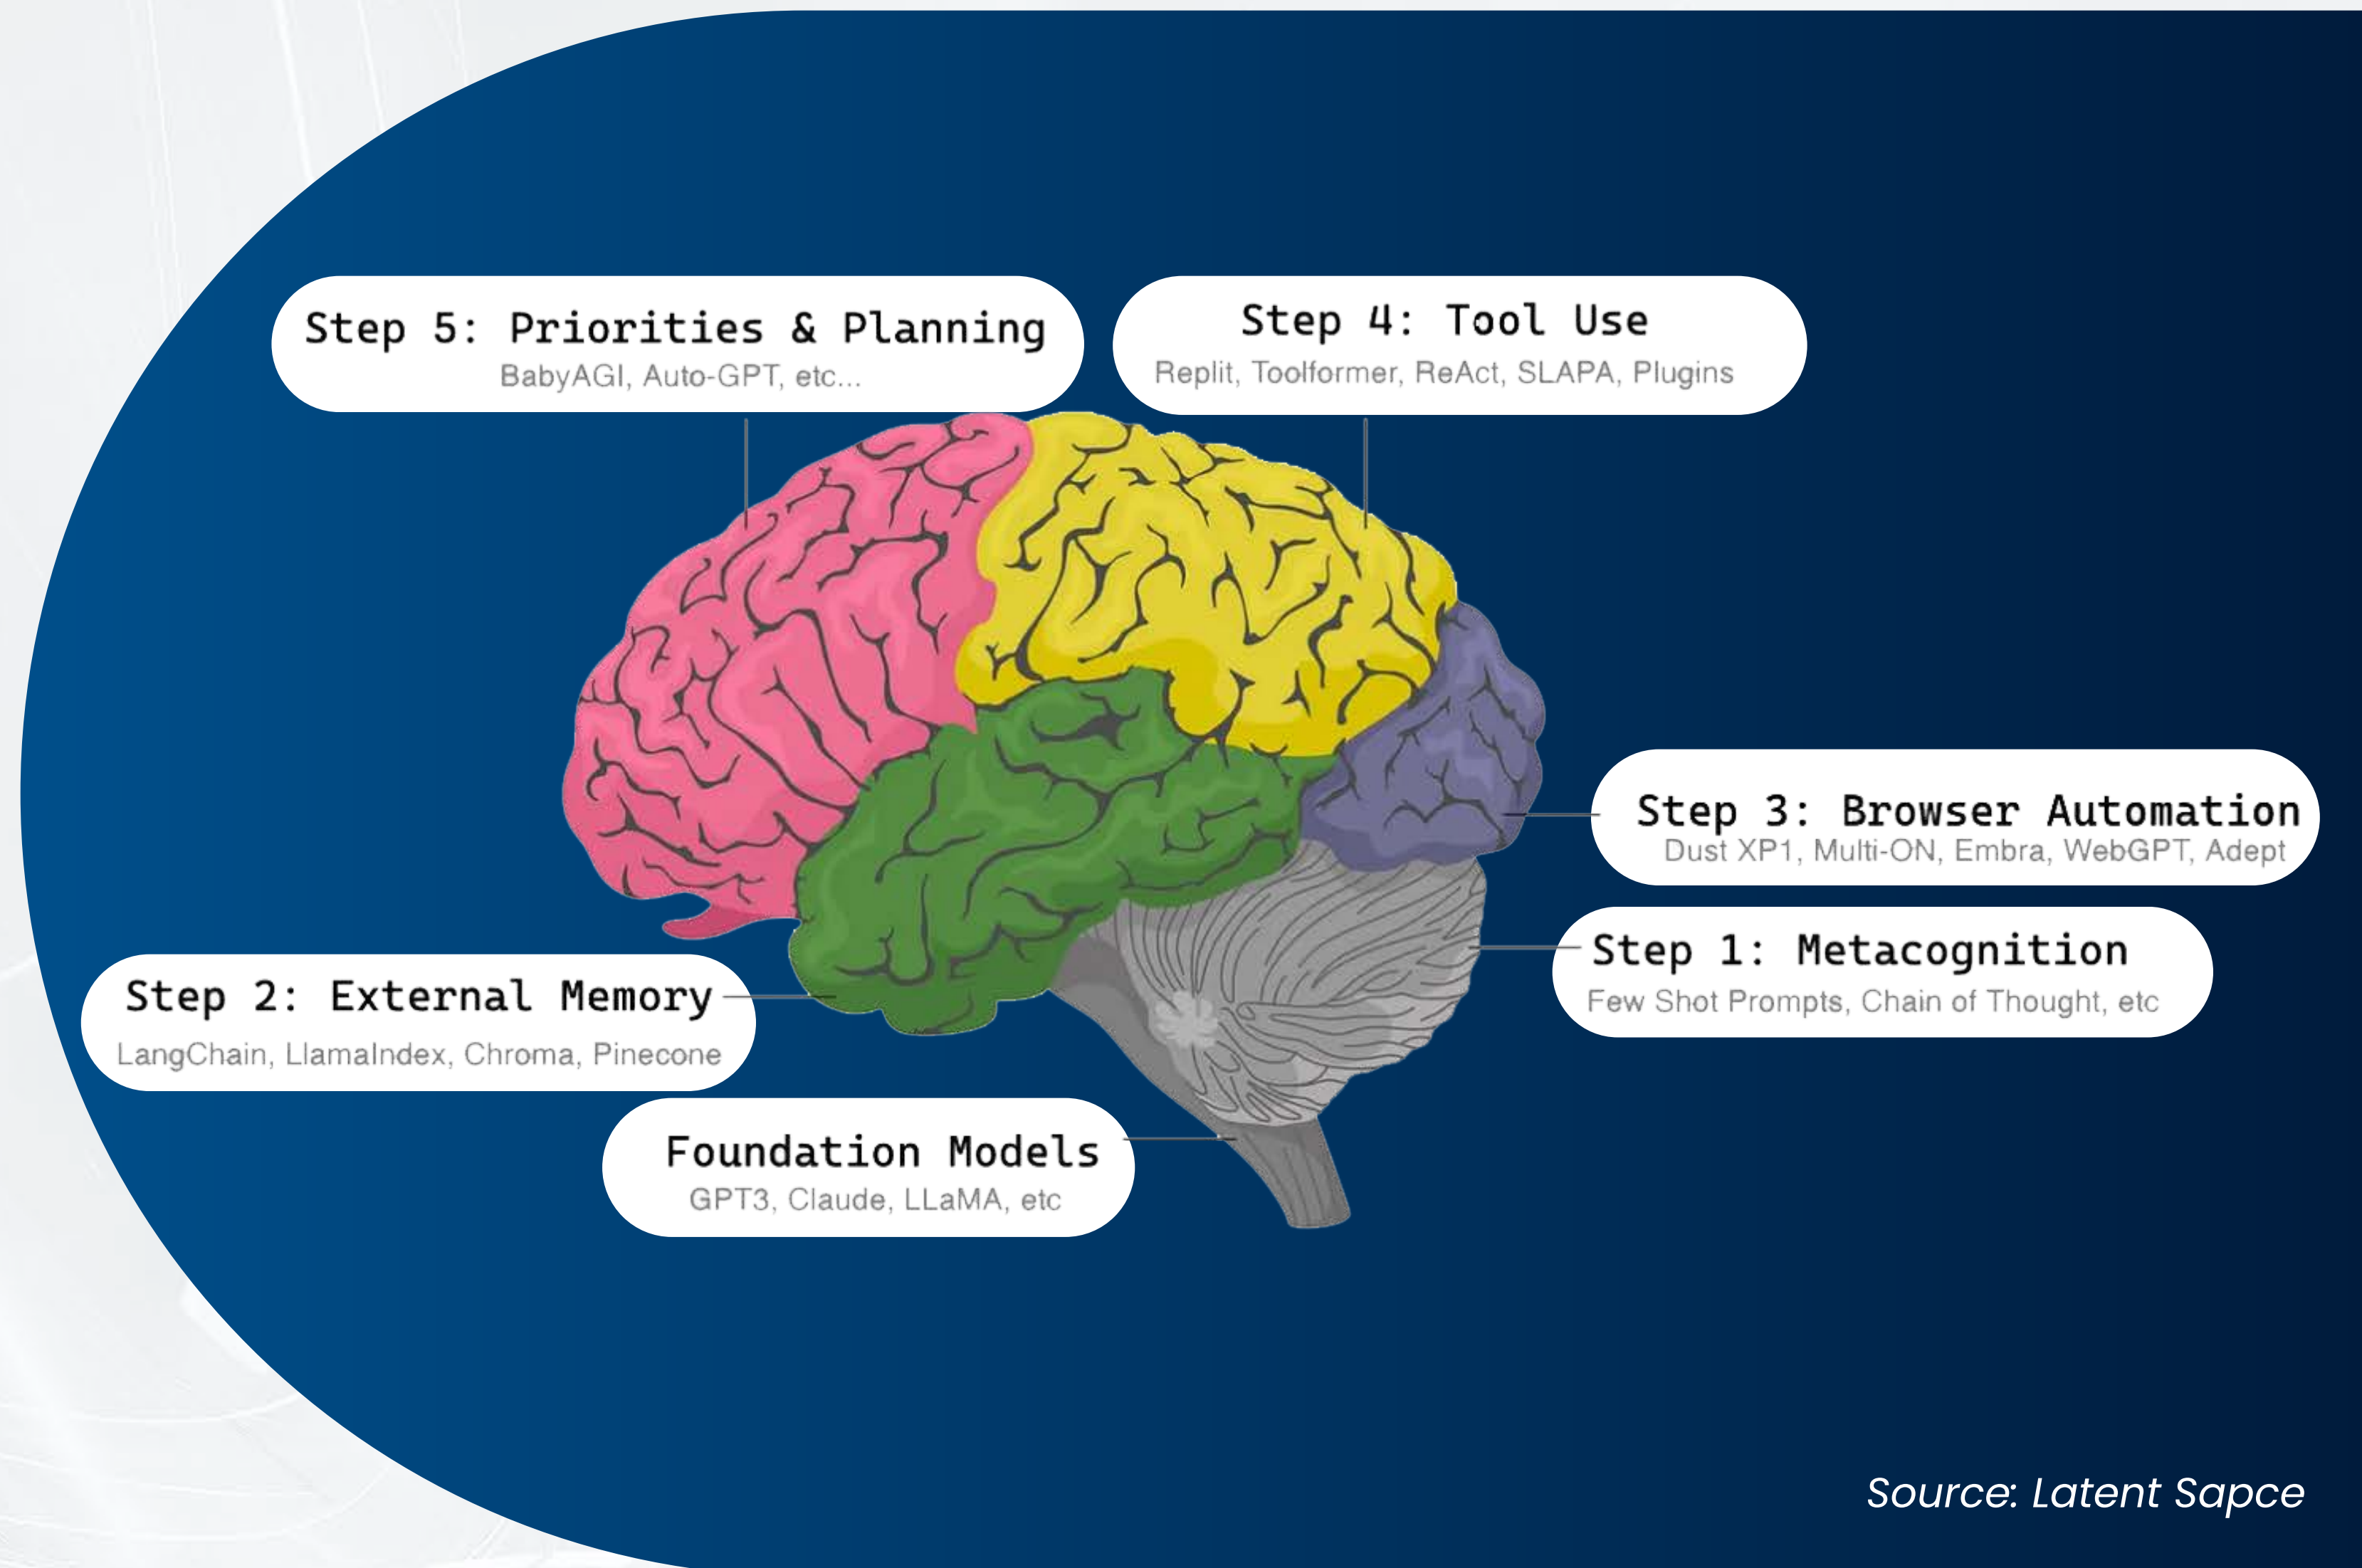 Step 5: Priorities & Planning
BabyAGI, Auto-GPT, etc...
Step 4: Tool Use
Replit, Toolformer, ReAct, SLAPA, Plugins
Step 3: Browser Automation
Dust XP1, Multi-ON, Embra, WebGPT, Adept
Step 1: Metacognition
Few Shot Prompts, Chain of Thought, etc
Step 2: External Memory
LangChain, LlamaIndex, Chroma, Pinecone
Foundation Models
GPT3, Claude, LLaMA, etc
Source: Latent Sapce